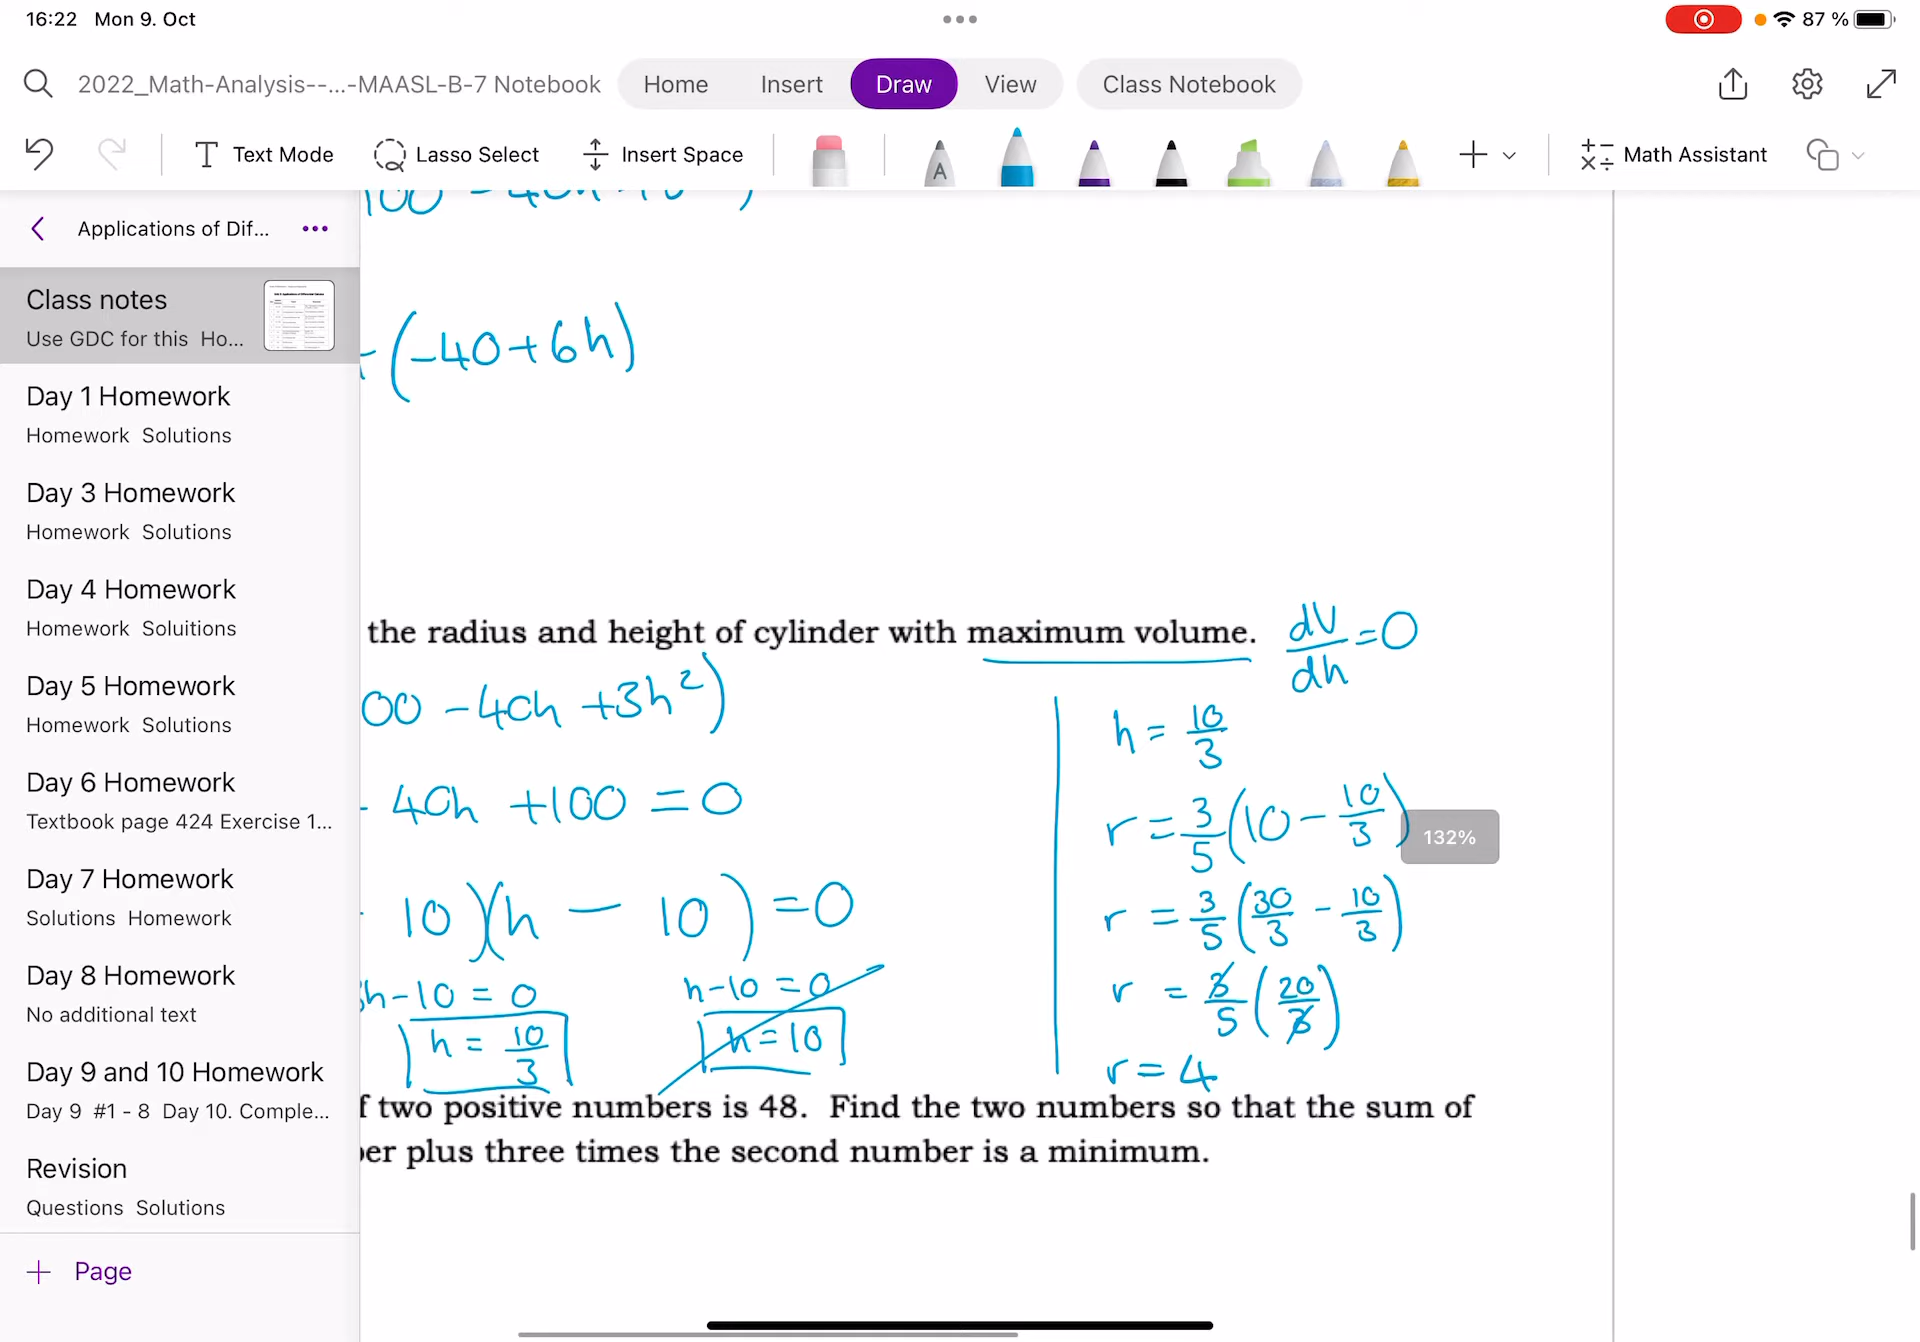 16:22 Mon 9. Oct
87 %
2022_Math-Analysis--...-MAASL-B-7 Notebook
Home Insert Draw View Class Notebook
Text Mode Lasso Select Insert Space A Math Assistant
Applications of Dif...
Class notes
Use GDC for this Ho...
Day 1 Homework
Homework Solutions
Day 3 Homework
Homework Solutions
Day 4 Homework
Homework Soluitions
Day 5 Homework
Homework Solutions
Day 6 Homework
Textbook page 424 Exercise 1...
Day 7 Homework
Solutions Homework
Day 8 Homework
No additional text
Day 9 and 10 Homework
Day 9 #1 - 8 Day 10. Comple...
Revision
Questions Solutions
Page
(-40+6h)
the radius and height of cylinder with maximum volume.
dV/dh = 0
00 - 40h + 3h²)
- 40h + 100 = 0
10)(h - 10) = 0
h-10 = 0
h = 10/3
h-10 = 0
h = 10
h = 10/3
r = 3/5 (10 - 10/3)
r = 3/5 (30/3 - 10/3)
r = 3/5 (20/3)
r = 4
132%
f two positive numbers is 48. Find the two numbers so that the sum of
er plus three times the second number is a minimum.